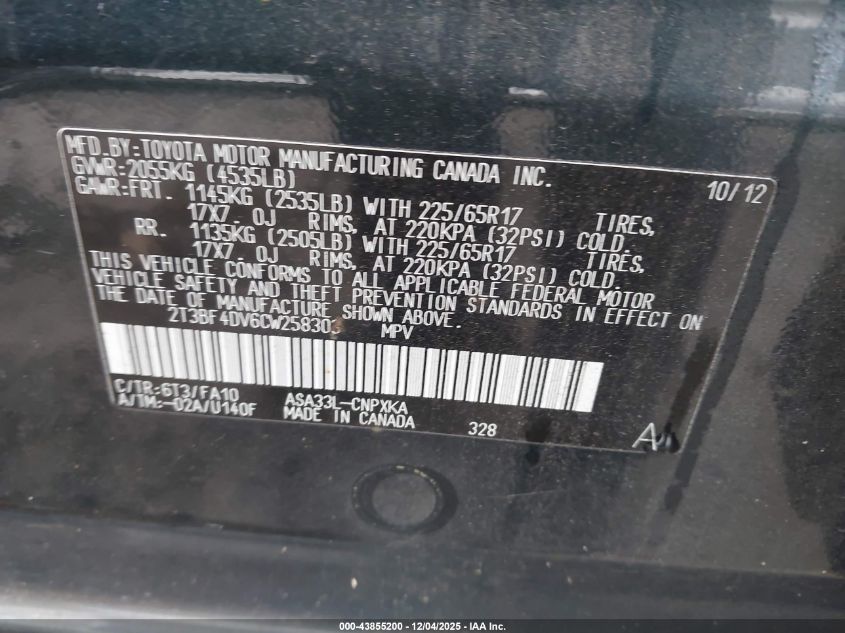 MFD.BY:TOYOTA MOTOR MANUFACTURING CANADA INC.
10/12
GVWR:2055KG (4535LB)
GAWR:FRT. 1145KG (2535LB) WITH 225/65R17 TIRES,
17X7.0J RIMS, AT 220KPA (32PSI) COLD.
RR. 1135KG (2505LB) WITH 225/65R17 TIRES,
17X7.0J RIMS, AT 220KPA (32PSI) COLD.
THIS VEHICLE CONFORMS TO ALL APPLICABLE FEDERAL MOTOR
VEHICLE SAFETY AND THEFT PREVENTION STANDARDS IN EFFECT ON
THE DATE OF MANUFACTURE SHOWN ABOVE.
2T3BF4DV6CW258303 MPV
C/TR:6T3/FA10
A/TM:-02A/U140F
ASA33L-CNPXKA
MADE IN CANADA
328
000-43855200 - 12/04/2025 - IAA Inc.